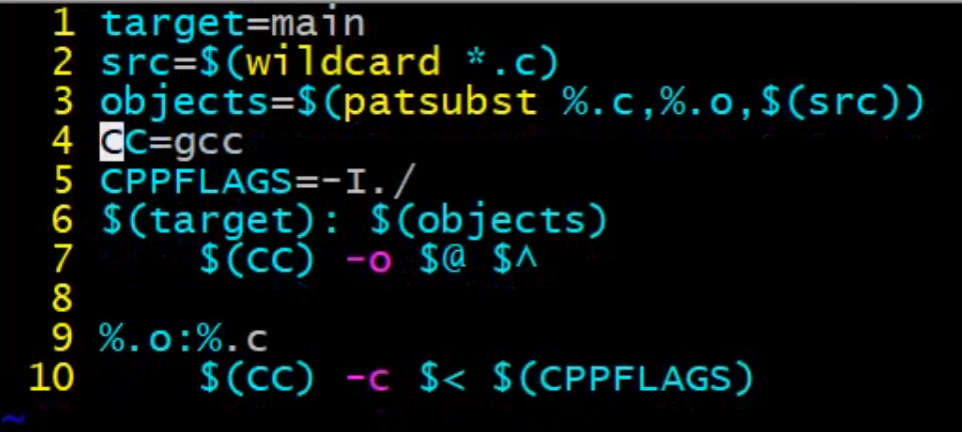 1 target=main
2 src=$(wildcard *.c)
3 objects=$(patsubst %.c,%.o,$(src))
4 CC=gcc
5 CPPFLAGS=-I./
6 $(target): $(objects)
7     $(CC) -o $@ $^
8
9 %.o:%.c
10     $(CC) -c $< $(CPPFLAGS)
~